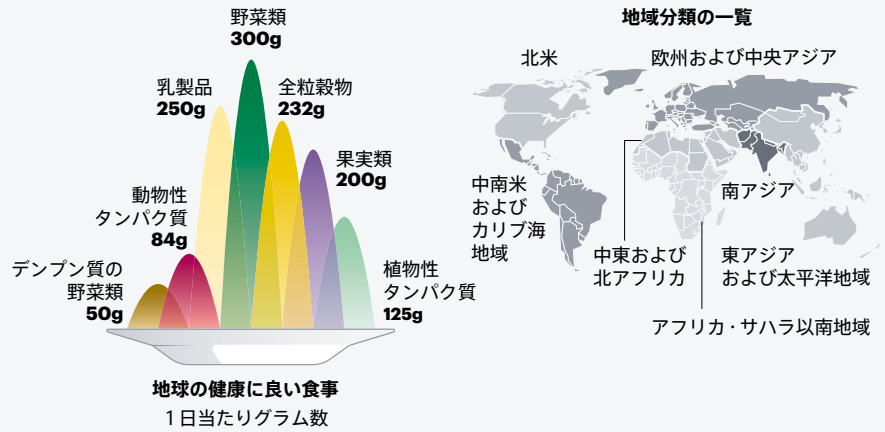 野菜類
300g
乳製品
250g
全粒穀物
232g
果実類
200g
動物性
タンパク質
84g
デンプン質の
野菜類
50g
植物性
タンパク質
125g
地球の健康に良い食事
1日当たりグラム数
地域分類の一覧
北米
欧州および中央アジア
中南米
および
カリブ海
地域
南アジア
中東および
北アフリカ
東アジア
および太平洋地域
アフリカ・サハラ以南地域